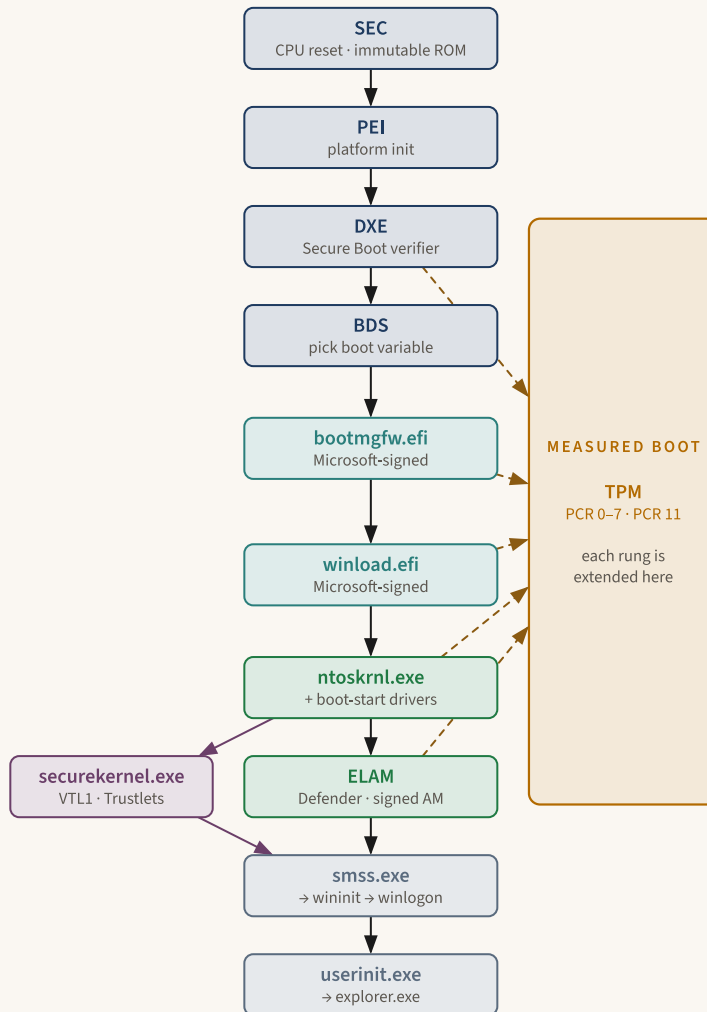 SEC
CPU reset · immutable ROM
PEI
platform init
DXE
Secure Boot verifier
BDS
pick boot variable
bootmgfw.efi
Microsoft-signed
MEASURED BOOT
TPM
PCR 0–7 · PCR 11
each rung is
extended here
winload.efi
Microsoft-signed
ntoskrnl.exe
+ boot-start drivers
securekernel.exe
VTL1 · Trustlets
ELAM
Defender · signed AM
smss.exe
→ wininit → winlogon
userinit.exe
→ explorer.exe